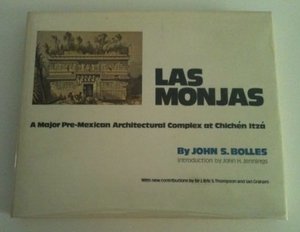 LAS
MONJAS
A Major Pre-Mexican Architectural Complex at Chichén Itzá
By JOHN S. BOLLES
Introduction by John H. Jennings
With new contributions by Sir J. Eric S. Thompson and Ian Graham